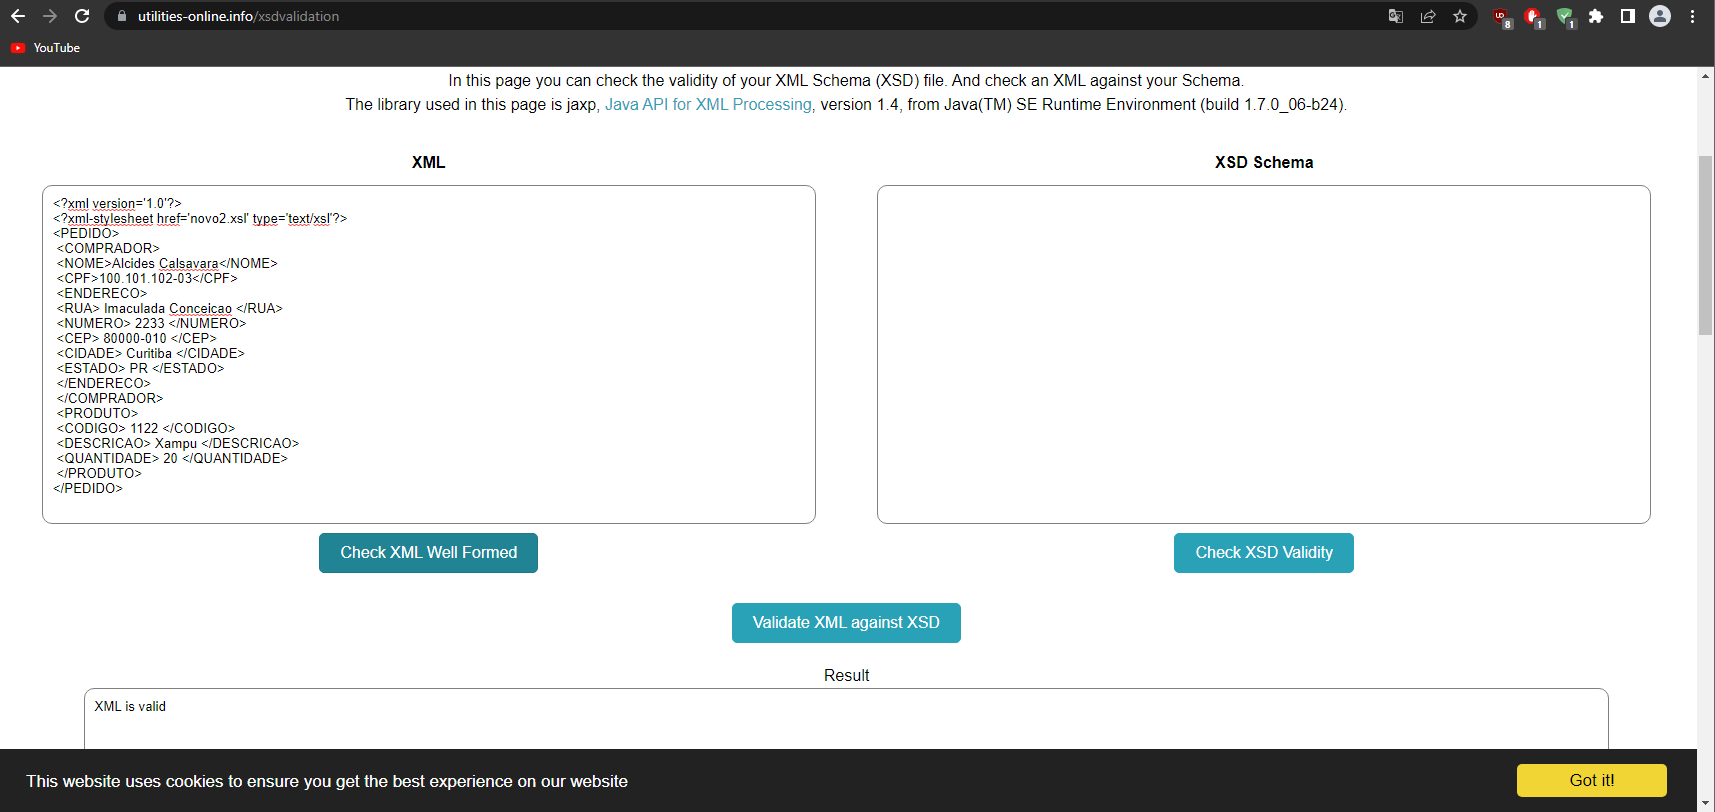 utilities-online.info/xsdvalidation
8
1
1
YouTube
In this page you can check the validity of your XML Schema (XSD) file. And check an XML against your Schema.
The library used in this page is jaxp, Java API for XML Processing, version 1.4, from Java(TM) SE Runtime Environment (build 1.7.0_06-b24).
XML
<?xml version='1.0'?>
<?xml-stylesheet href='novo2.xsl' type='text/xsl'?>
<PEDIDO>
<COMPRADOR>
<NOME>Alcides Calsavara</NOME>
<CPF>100.101.102-03</CPF>
<ENDERECO>
<RUA> Imaculada Conceicao </RUA>
<NUMERO> 2233 </NUMERO>
<CEP> 80000-010 </CEP>
<CIDADE> Curitiba </CIDADE>
<ESTADO> PR </ESTADO>
</ENDERECO>
</COMPRADOR>
<PRODUTO>
<CODIGO> 1122 </CODIGO>
<DESCRICAO> Xampu </DESCRICAO>
<QUANTIDADE> 20 </QUANTIDADE>
</PRODUTO>
</PEDIDO>
Check XML Well Formed
XSD Schema
Check XSD Validity
Validate XML against XSD
Result
XML is valid
This website uses cookies to ensure you get the best experience on our website
Got it!